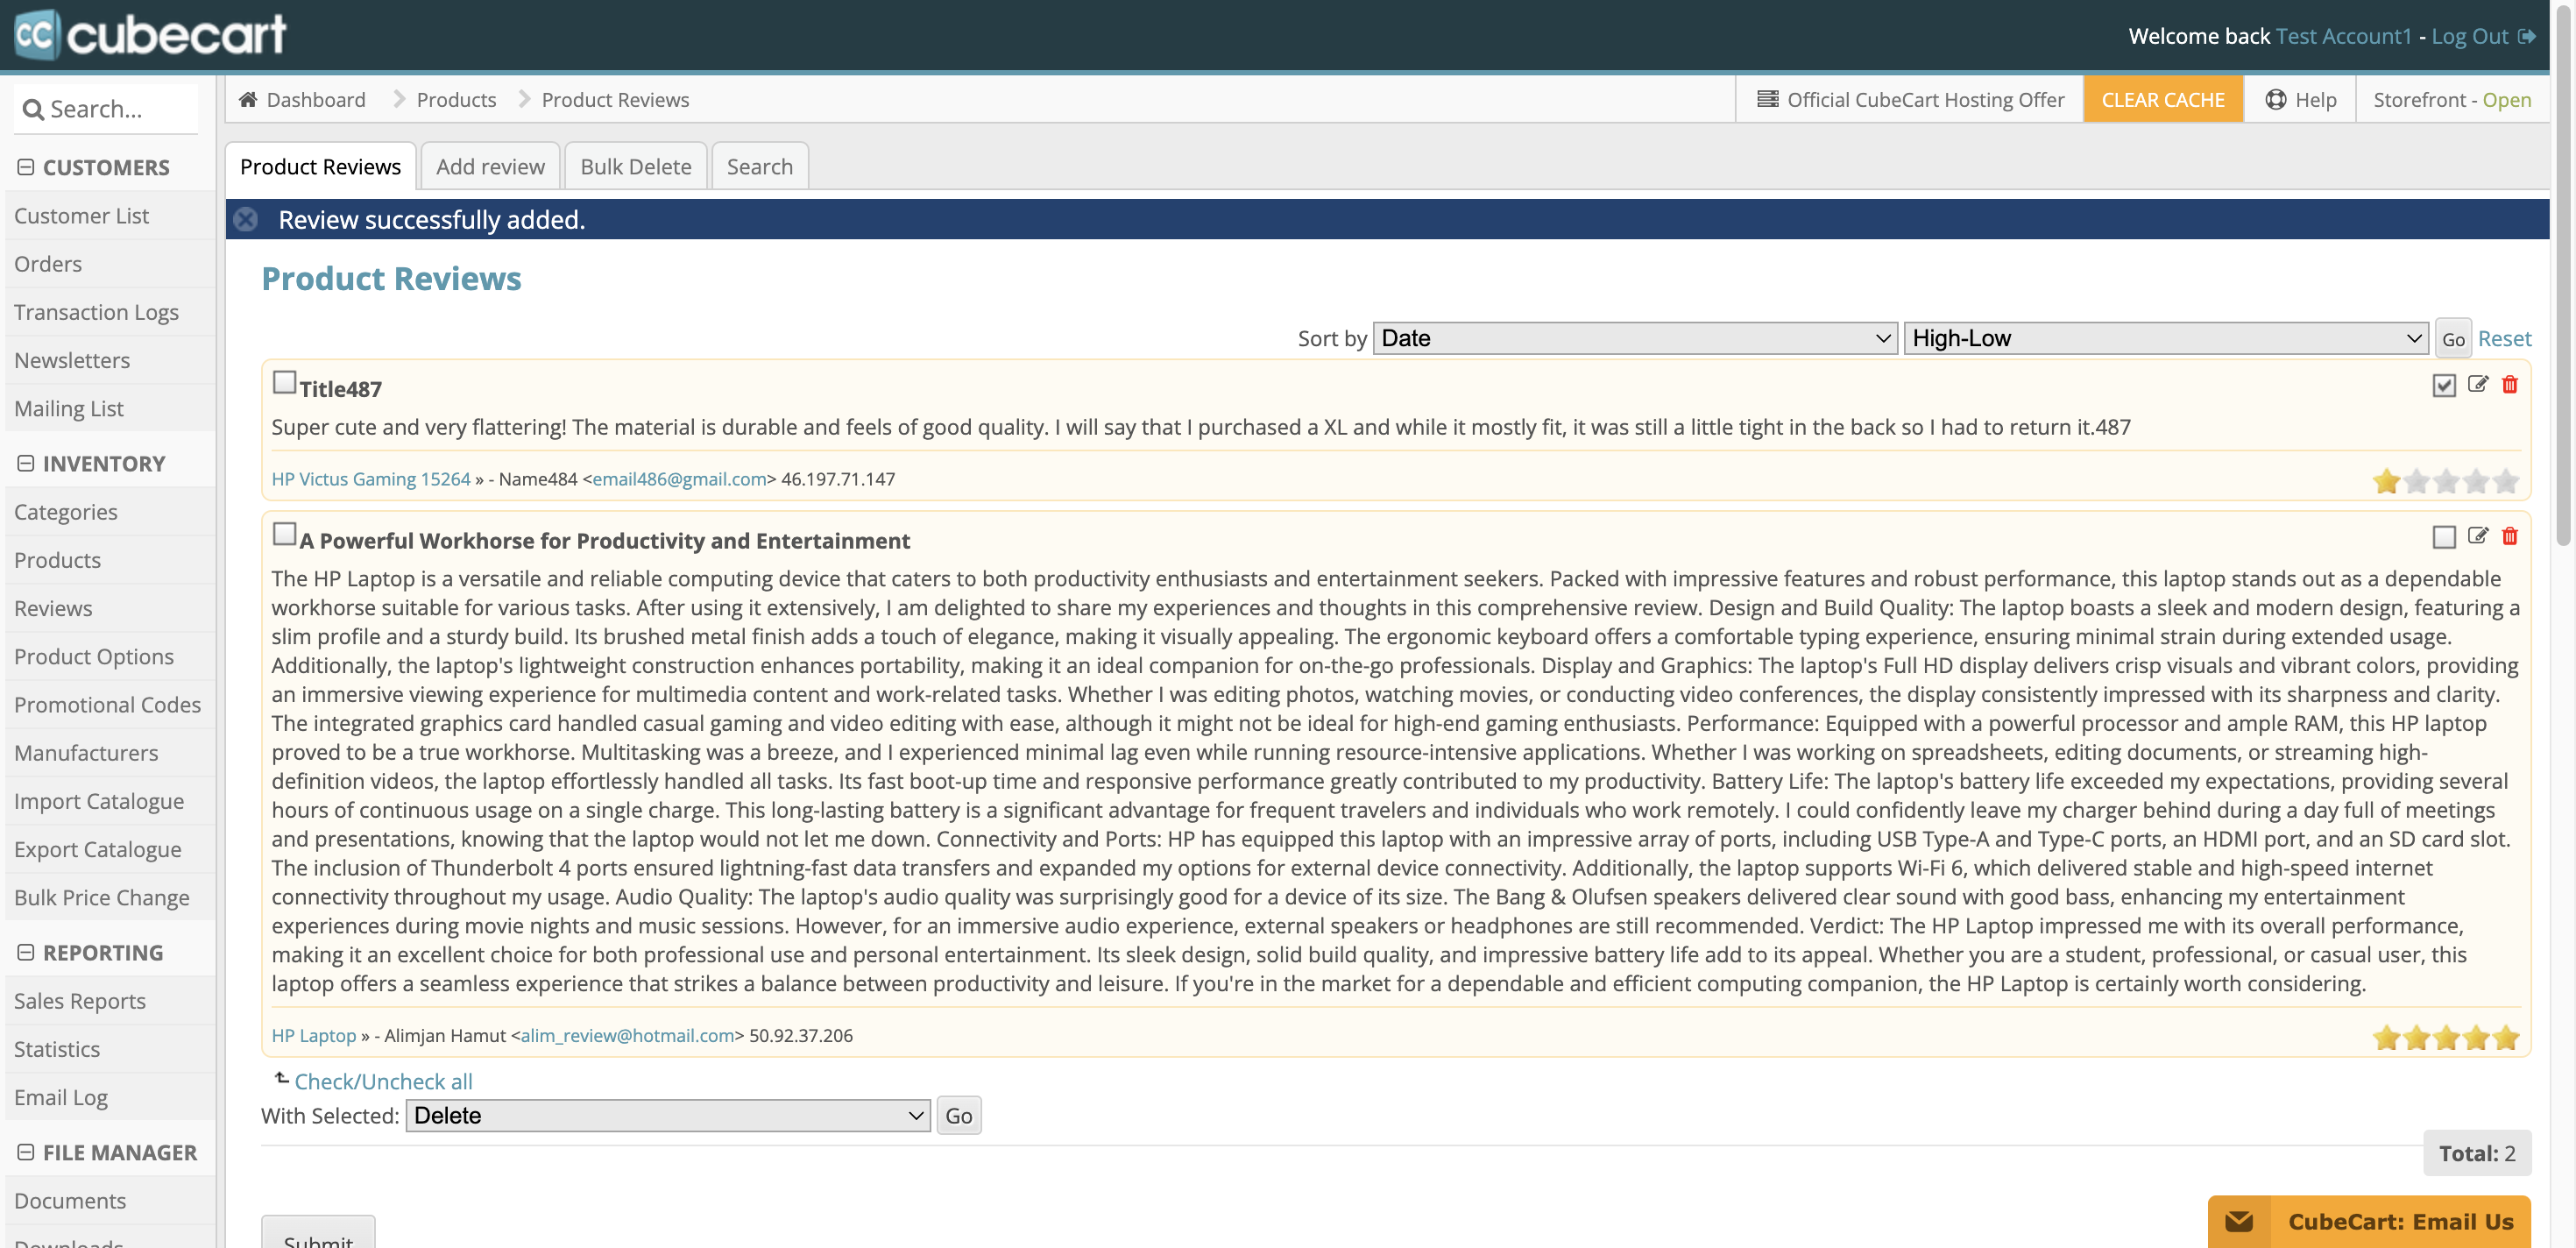 cc cubecart
Welcome back Test Account1 - Log Out
Search...
Dashboard Products Product Reviews
Official CubeCart Hosting Offer CLEAR CACHE Help Storefront - Open
CUSTOMERS
Customer List
Orders
Transaction Logs
Newsletters
Mailing List
INVENTORY
Categories
Products
Reviews
Product Options
Promotional Codes
Manufacturers
Import Catalogue
Export Catalogue
Bulk Price Change
REPORTING
Sales Reports
Statistics
Email Log
FILE MANAGER
Documents
Downloads
Product Reviews Add review Bulk Delete Search
Review successfully added.
Product Reviews
Sort by Date High-Low Go Reset
Title487
Super cute and very flattering! The material is durable and feels of good quality. I will say that I purchased a XL and while it mostly fit, it was still a little tight in the back so I had to return it.487
HP Victus Gaming 15264 » - Name484 <email486@gmail.com> 46.197.71.147
A Powerful Workhorse for Productivity and Entertainment
The HP Laptop is a versatile and reliable computing device that caters to both productivity enthusiasts and entertainment seekers. Packed with impressive features and robust performance, this laptop stands out as a dependable
workhorse suitable for various tasks. After using it extensively, I am delighted to share my experiences and thoughts in this comprehensive review. Design and Build Quality: The laptop boasts a sleek and modern design, featuring a
slim profile and a sturdy build. Its brushed metal finish adds a touch of elegance, making it visually appealing. The ergonomic keyboard offers a comfortable typing experience, ensuring minimal strain during extended usage.
Additionally, the laptop's lightweight construction enhances portability, making it an ideal companion for on-the-go professionals. Display and Graphics: The laptop's Full HD display delivers crisp visuals and vibrant colors, providing
an immersive viewing experience for multimedia content and work-related tasks. Whether I was editing photos, watching movies, or conducting video conferences, the display consistently impressed with its sharpness and clarity.
The integrated graphics card handled casual gaming and video editing with ease, although it might not be ideal for high-end gaming enthusiasts. Performance: Equipped with a powerful processor and ample RAM, this HP laptop
proved to be a true workhorse. Multitasking was a breeze, and I experienced minimal lag even while running resource-intensive applications. Whether I was working on spreadsheets, editing documents, or streaming high-
definition videos, the laptop effortlessly handled all tasks. Its fast boot-up time and responsive performance greatly contributed to my productivity. Battery Life: The laptop's battery life exceeded my expectations, providing several
hours of continuous usage on a single charge. This long-lasting battery is a significant advantage for frequent travelers and individuals who work remotely. I could confidently leave my charger behind during a day full of meetings
and presentations, knowing that the laptop would not let me down. Connectivity and Ports: HP has equipped this laptop with an impressive array of ports, including USB Type-A and Type-C ports, an HDMI port, and an SD card slot.
The inclusion of Thunderbolt 4 ports ensured lightning-fast data transfers and expanded my options for external device connectivity. Additionally, the laptop supports Wi-Fi 6, which delivered stable and high-speed internet
connectivity throughout my usage. Audio Quality: The laptop's audio quality was surprisingly good for a device of its size. The Bang & Olufsen speakers delivered clear sound with good bass, enhancing my entertainment
experiences during movie nights and music sessions. However, for an immersive audio experience, external speakers or headphones are still recommended. Verdict: The HP Laptop impressed me with its overall performance,
making it an excellent choice for both professional use and personal entertainment. Its sleek design, solid build quality, and impressive battery life add to its appeal. Whether you are a student, professional, or casual user, this
laptop offers a seamless experience that strikes a balance between productivity and leisure. If you're in the market for a dependable and efficient computing companion, the HP Laptop is certainly worth considering.
HP Laptop » - Alimjan Hamut <alim_review@hotmail.com> 50.92.37.206
Check/Uncheck all
With Selected: Delete Go
Total: 2
Submit
CubeCart: Email Us